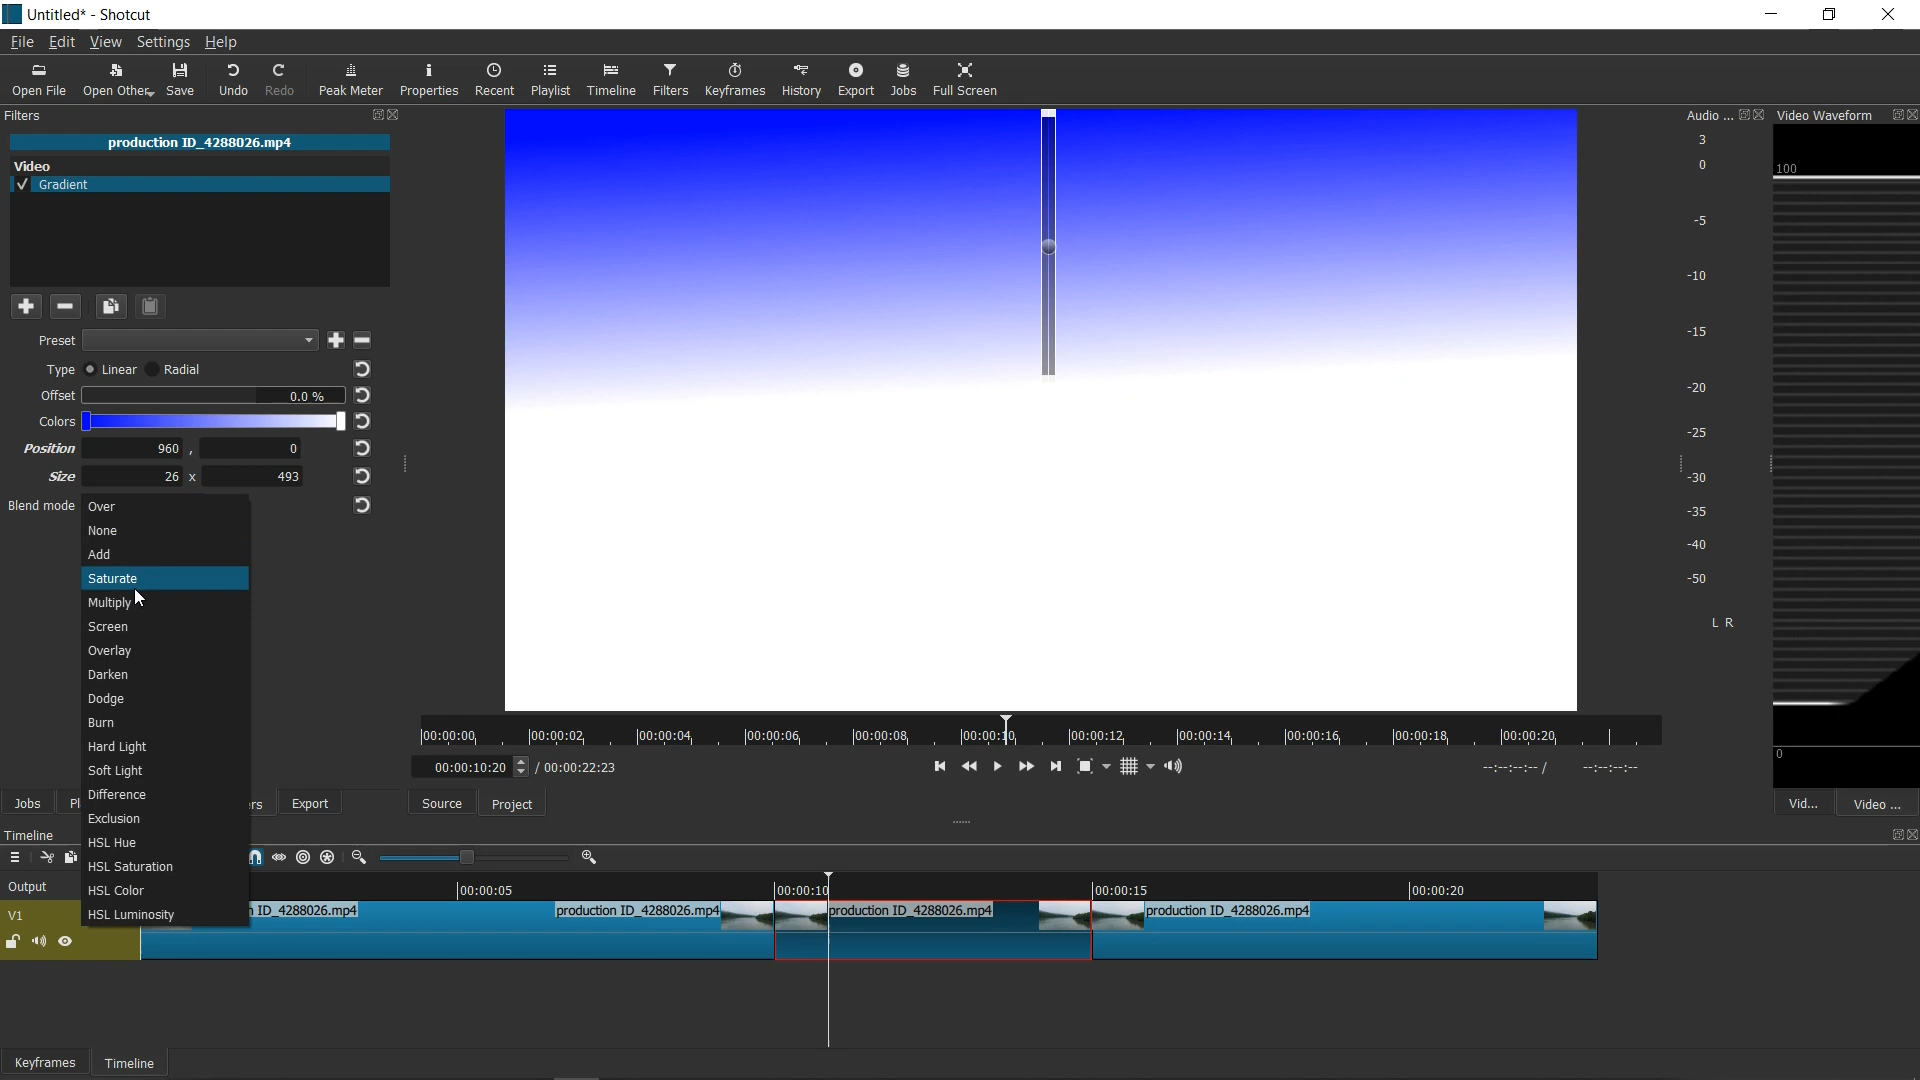 Untitled* - Shotcut
File Edit View Settings Help
Open File Open Other Save Undo Redo Peak Meter Properties Recent Playlist Timeline Filters Keyframes History Export Jobs Full Screen
Filters
production ID_4288026.mp4
Video
Gradient
Preset
Type Linear Radial
Offset 0.0 %
Colors
Position 960 , 0
Size 26 x 493
Blend mode
Over
None
Add
Saturate
Multiply
Screen
Overlay
Darken
Dodge
Burn
Hard Light
Soft Light
Difference
Exclusion
HSL Hue
HSL Saturation
HSL Color
HSL Luminosity
Jobs Pl ers Export
00:00:00 00:00:02 00:00:04 00:00:06 00:00:08 00:00:10 00:00:12 00:00:14 00:00:16 00:00:18 00:00:20
00:00:10:20 / 00:00:22:23
--:--:--:-- / --:--:--:--
Source Project
Audio ...
3
0
-5
-10
-15
-20
-25
-30
-35
-40
-50
L R
Video Waveform
100
0
Vid... Video ...
Timeline
Output
00:00:05 00:00:10 00:00:15 00:00:20
V1
n ID_4288026.mp4 production ID_4288026.mp4 production ID_4288026.mp4 production ID_4288026.mp4
Keyframes Timeline